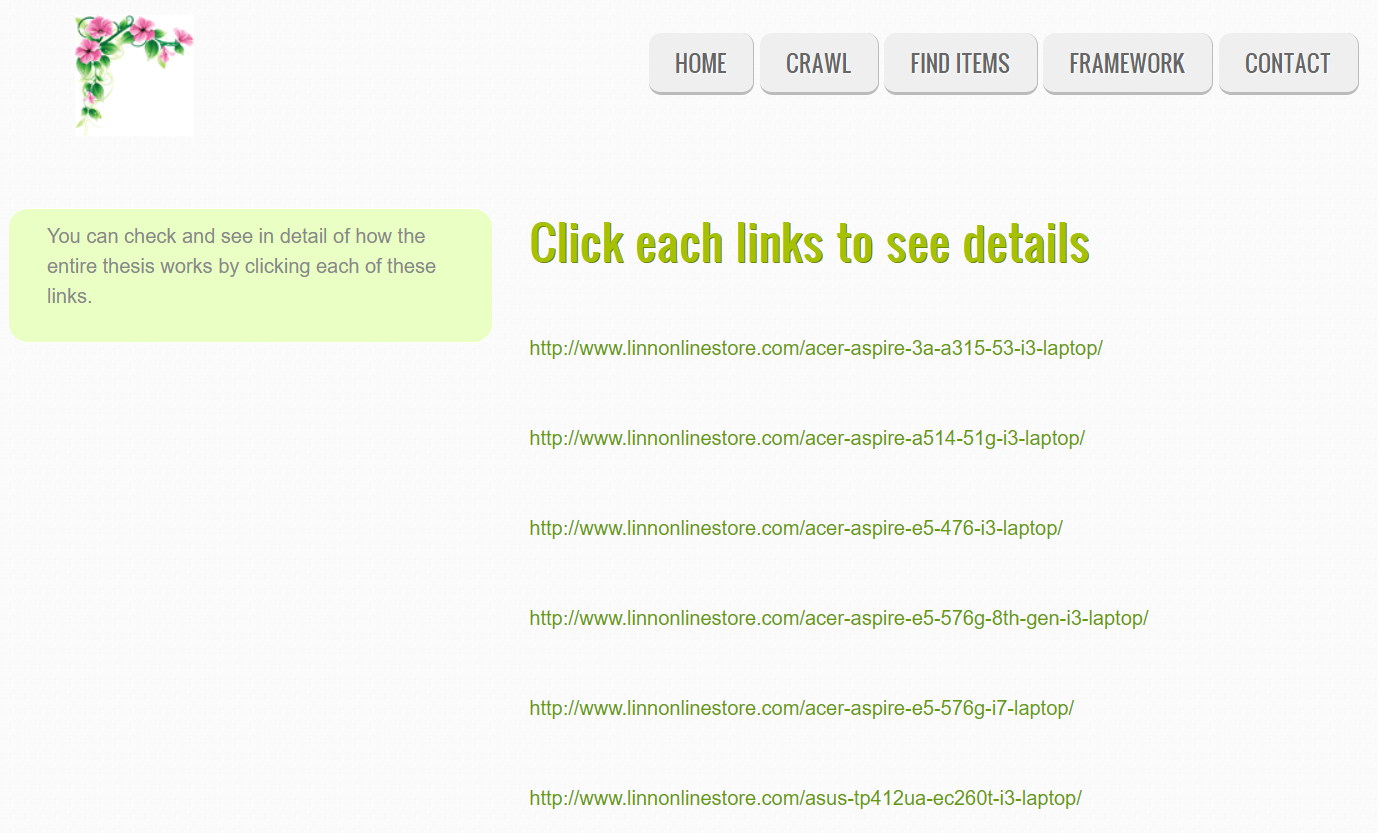 HOME CRAWL FIND ITEMS FRAMEWORK CONTACT
You can check and see in detail of how the
entire thesis works by clicking each of these
links.
Click each links to see details
http://www.linnonlinestore.com/acer-aspire-3a-a315-53-i3-laptop/
http://www.linnonlinestore.com/acer-aspire-a514-51g-i3-laptop/
http://www.linnonlinestore.com/acer-aspire-e5-476-i3-laptop/
http://www.linnonlinestore.com/acer-aspire-e5-576g-8th-gen-i3-laptop/
http://www.linnonlinestore.com/acer-aspire-e5-576g-i7-laptop/
http://www.linnonlinestore.com/asus-tp412ua-ec260t-i3-laptop/